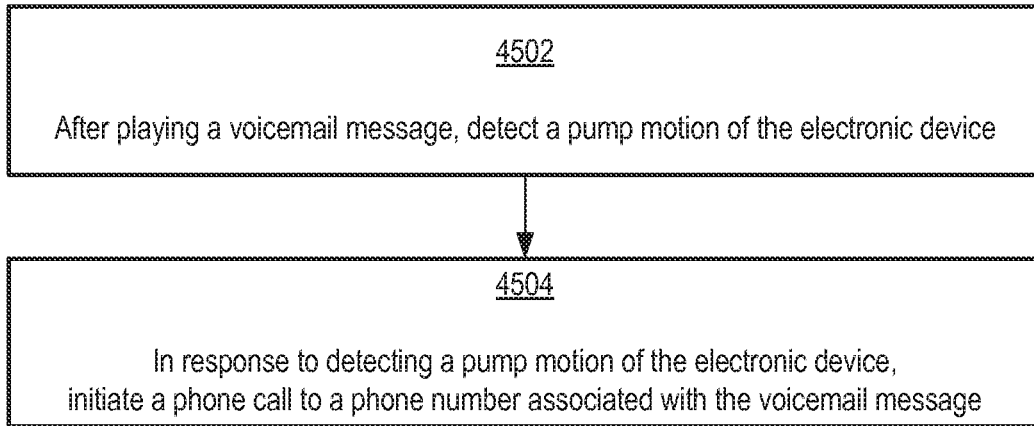 4502
After playing a voicemail message, detect a pump motion of the electronic device
4504
In response to detecting a pump motion of the electronic device,
initiate a phone call to a phone number associated with the voicemail message